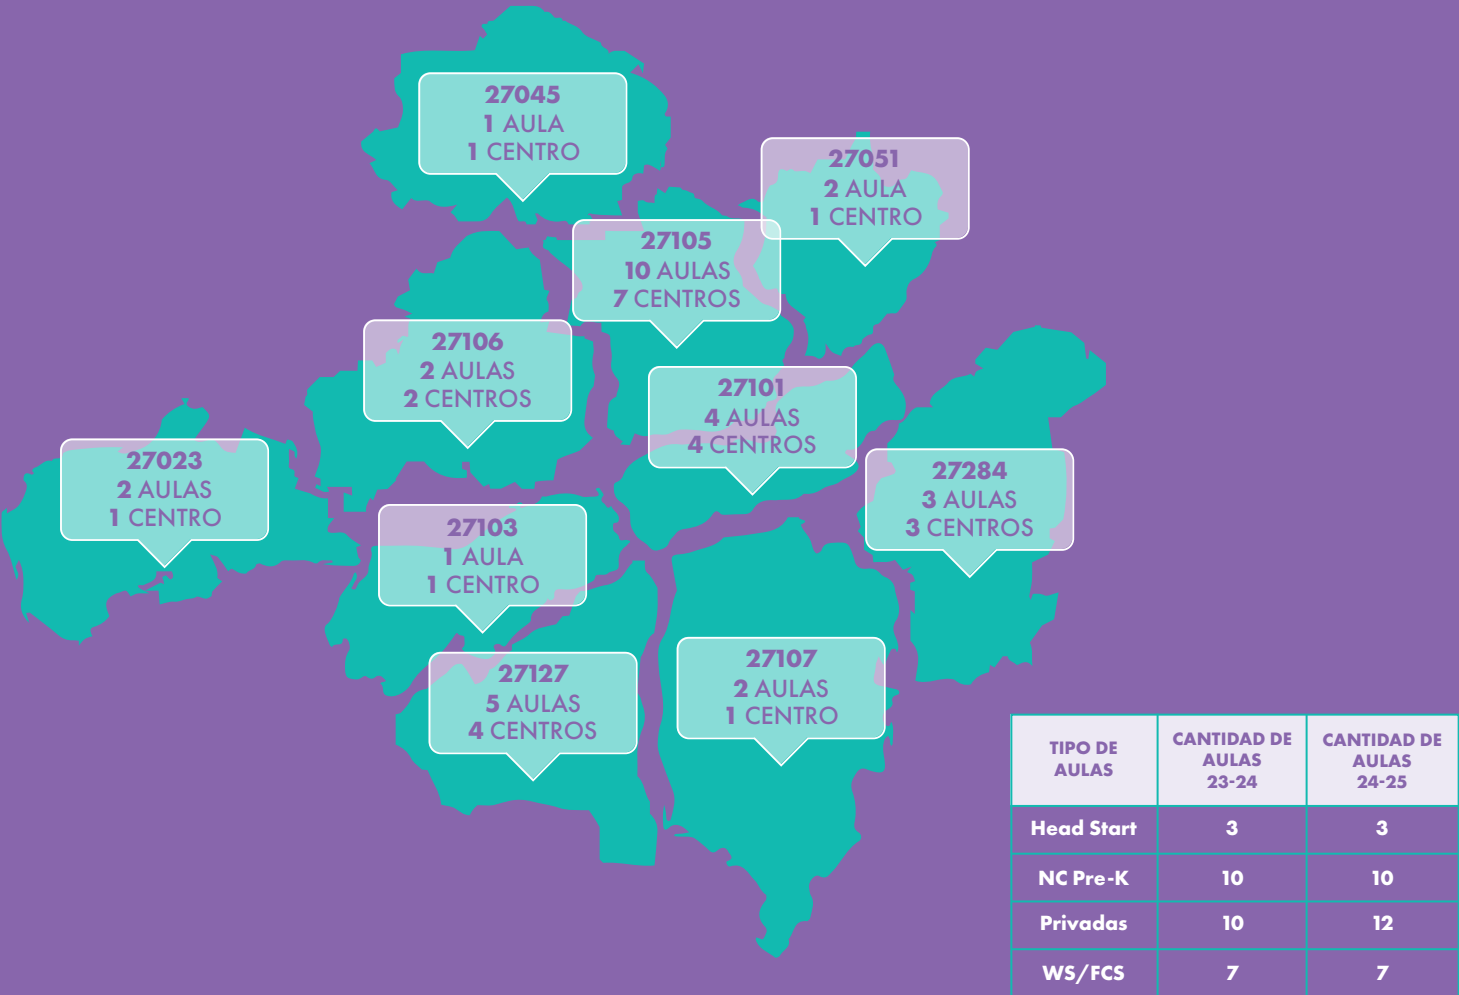 27045
1 AULA
1 CENTRO
27051
2 AULA
1 CENTRO
27105
10 AULAS
7 CENTROS
27106
2 AULAS
2 CENTROS
27101
4 AULAS
4 CENTROS
27023
2 AULAS
1 CENTRO
27284
3 AULAS
3 CENTROS
27103
1 AULA
1 CENTRO
27127
5 AULAS
4 CENTROS
27107
2 AULAS
1 CENTRO
TIPO DE
AULAS
CANTIDAD DE
AULAS
23-24
CANTIDAD DE
AULAS
24-25
Head Start 3 3
NC Pre-K 10 10
Privadas 10 12
WS/FCS 7 7